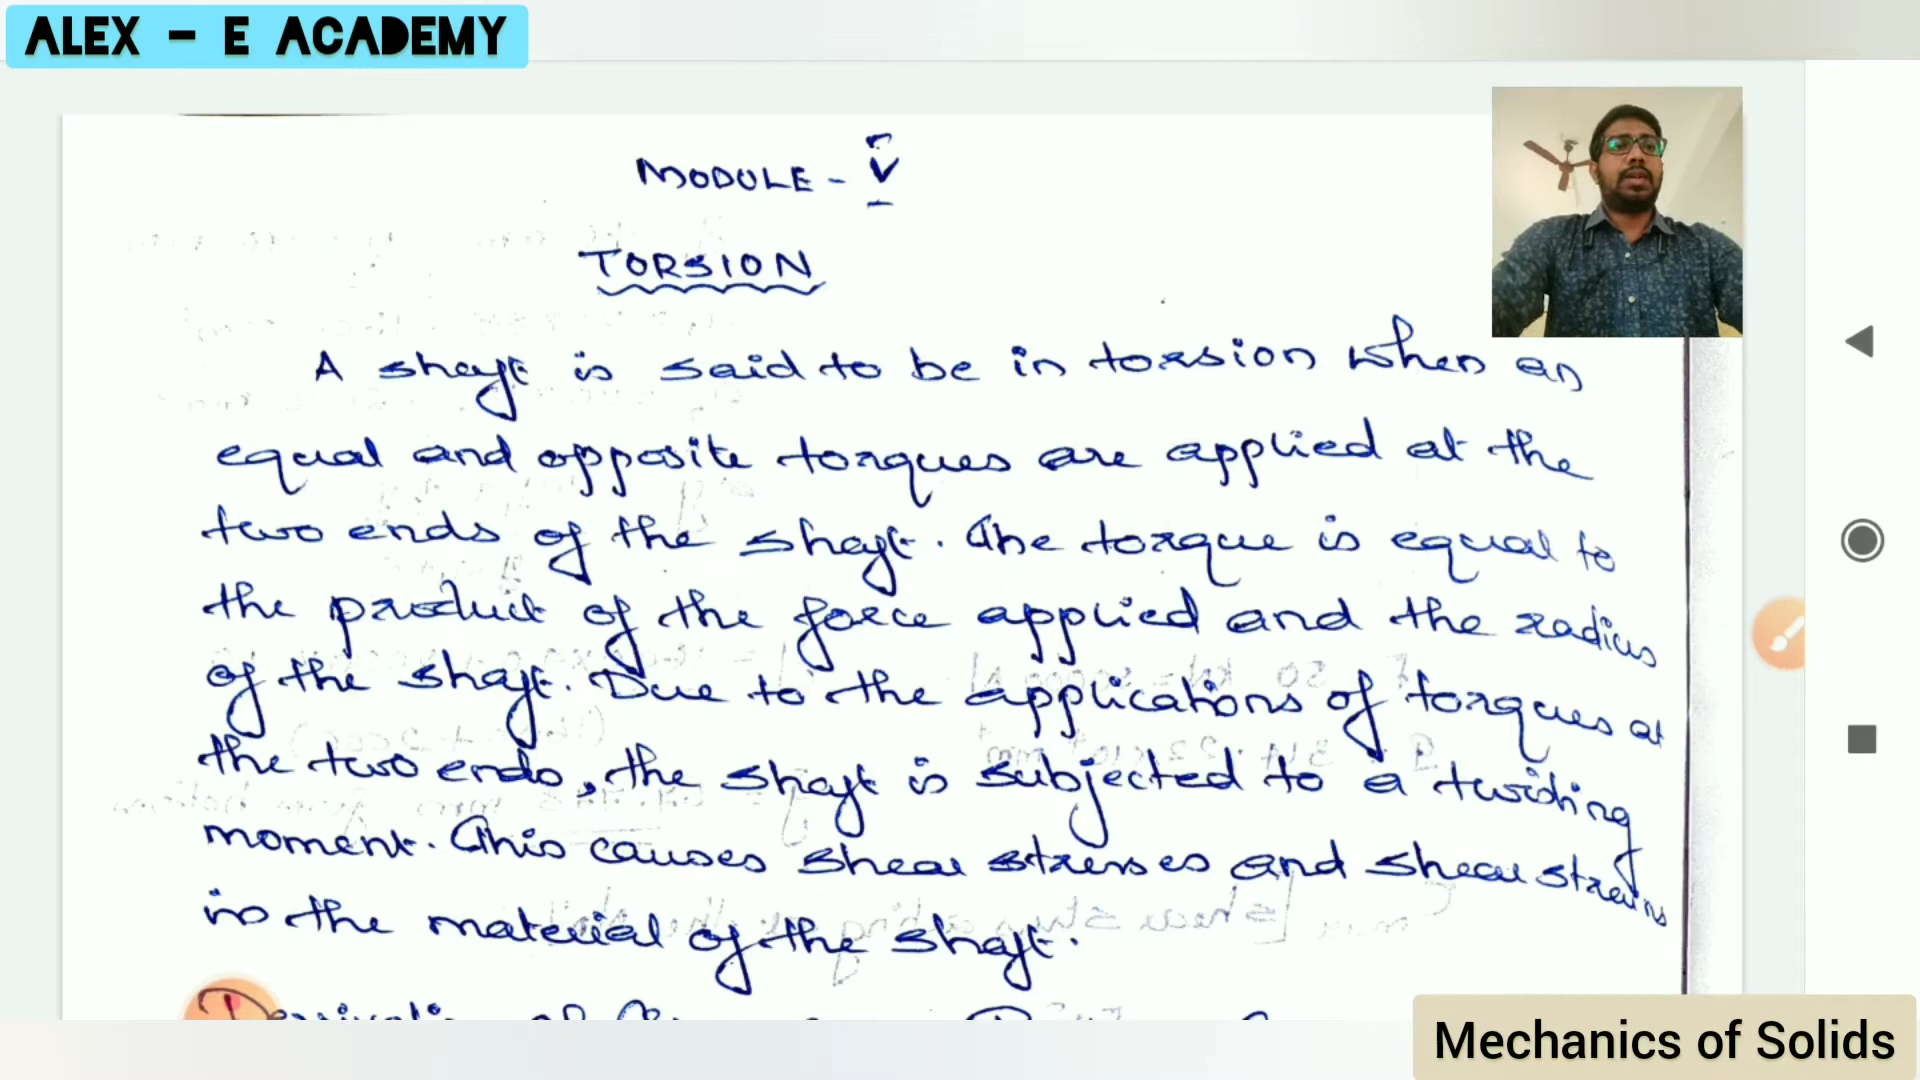 ALEX - E ACADEMY
MODULE - V
TORSION
A shaft is said to be in torsion when an
equal and opposite torques are applied at the
two ends of the shaft. The torque is equal to
the product of the force applied and the radius
of the shaft. Due to the applications of torques at
the two ends, the shaft is subjected to a twisting
moment. This causes shear stresses and shear strains
in the material of the shaft.
Mechanics of Solids